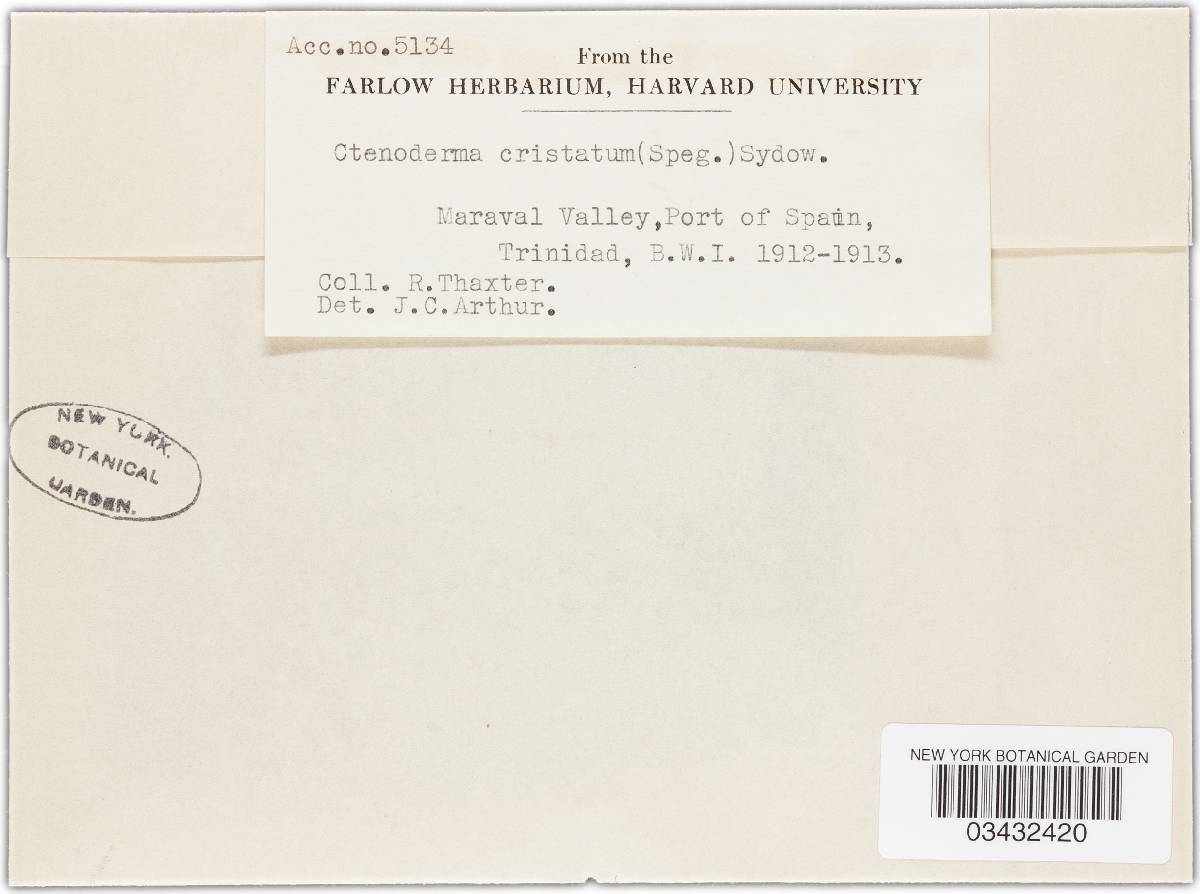 Acc.no.5134
From the
FARLOW HERBARIUM, HARVARD UNIVERSITY
Ctenoderma cristatum(Speg.)Sydow.
Maraval Valley,Port of Spain,
Trinidad, B.W.I. 1912-1913.
Coll. R.Thaxter.
Det. J.C.Arthur.
NEW YORK
BOTANICAL
GARDEN.
NEW YORK BOTANICAL GARDEN
03432420